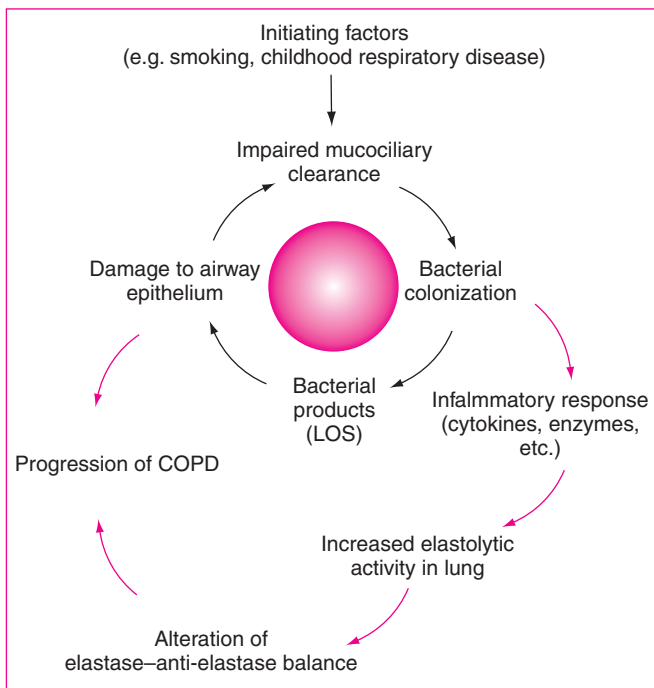 Initiating factors
(e.g. smoking, childhood respiratory disease)
Impaired mucociliary
clearance
Damage to airway
epithelium
Bacterial
colonization
Bacterial
products
(LOS)
Infalmmatory response
(cytokines, enzymes,
etc.)
Progression of COPD
Increased elastolytic
activity in lung
Alteration of
elastase–anti-elastase balance